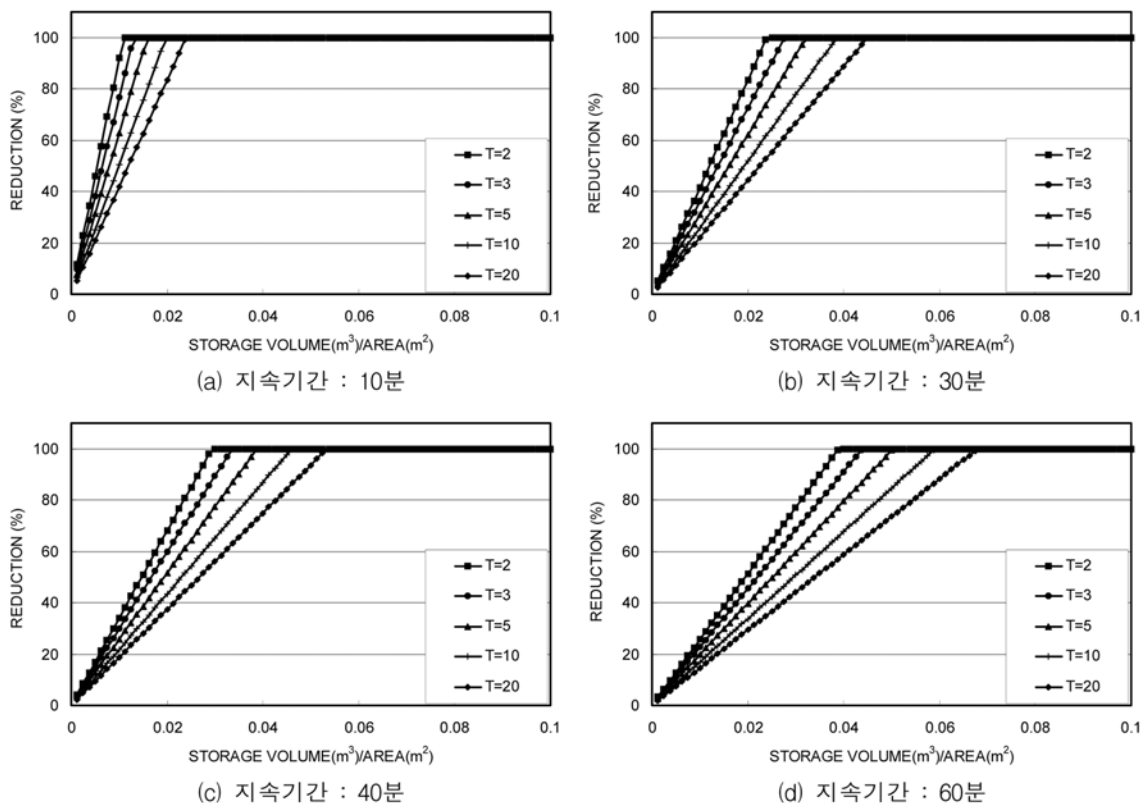 100
80
60
40
20
0
REDUCTION (%)
T=2
T=3
T=5
T=10
T=20
0 0.02 0.04 0.06 0.08 0.1
STORAGE VOLUME(m³)/AREA(m²)
(a) 지속기간 : 10분
100
80
60
40
20
0
REDUCTION (%)
T=2
T=3
T=5
T=10
T=20
0 0.02 0.04 0.06 0.08 0.1
STORAGE VOLUME(m³)/AREA(m²)
(b) 지속기간 : 30분
100
80
60
40
20
0
REDUCTION (%)
T=2
T=3
T=5
T=10
T=20
0 0.02 0.04 0.06 0.08 0.1
STORAGE VOLUME(m³)/AREA(m²)
(c) 지속기간 : 40분
100
80
60
40
20
0
REDUCTION (%)
T=2
T=3
T=5
T=10
T=20
0 0.02 0.04 0.06 0.08 0.1
STORAGE VOLUME(m³)/AREA(m²)
(d) 지속기간 : 60분